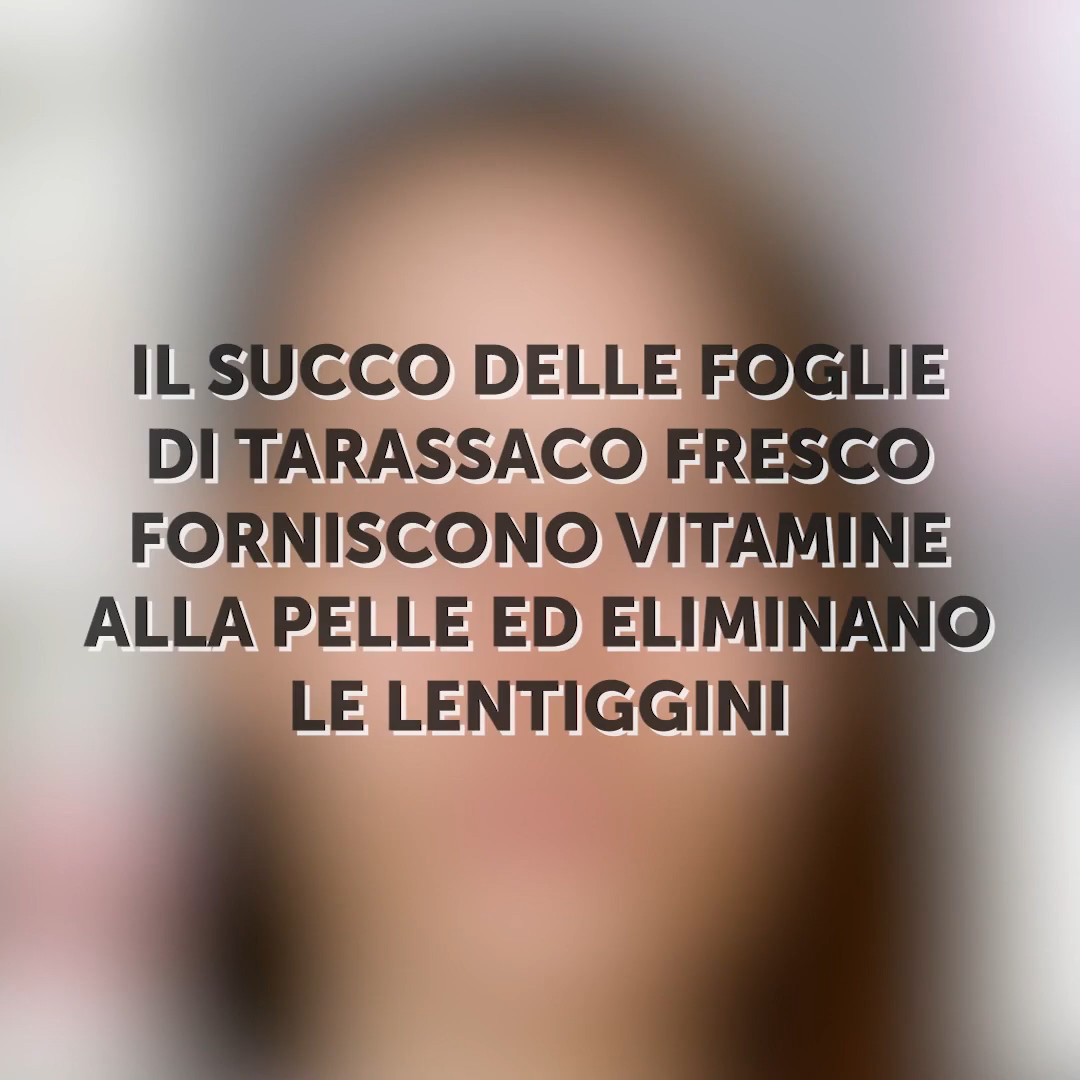 IL SUCCO DELLE FOGLIE
DI TARASSACO FRESCO
FORNISCONO VITAMINE
ALLA PELLE ED ELIMINANO
LE LENTIGGINI